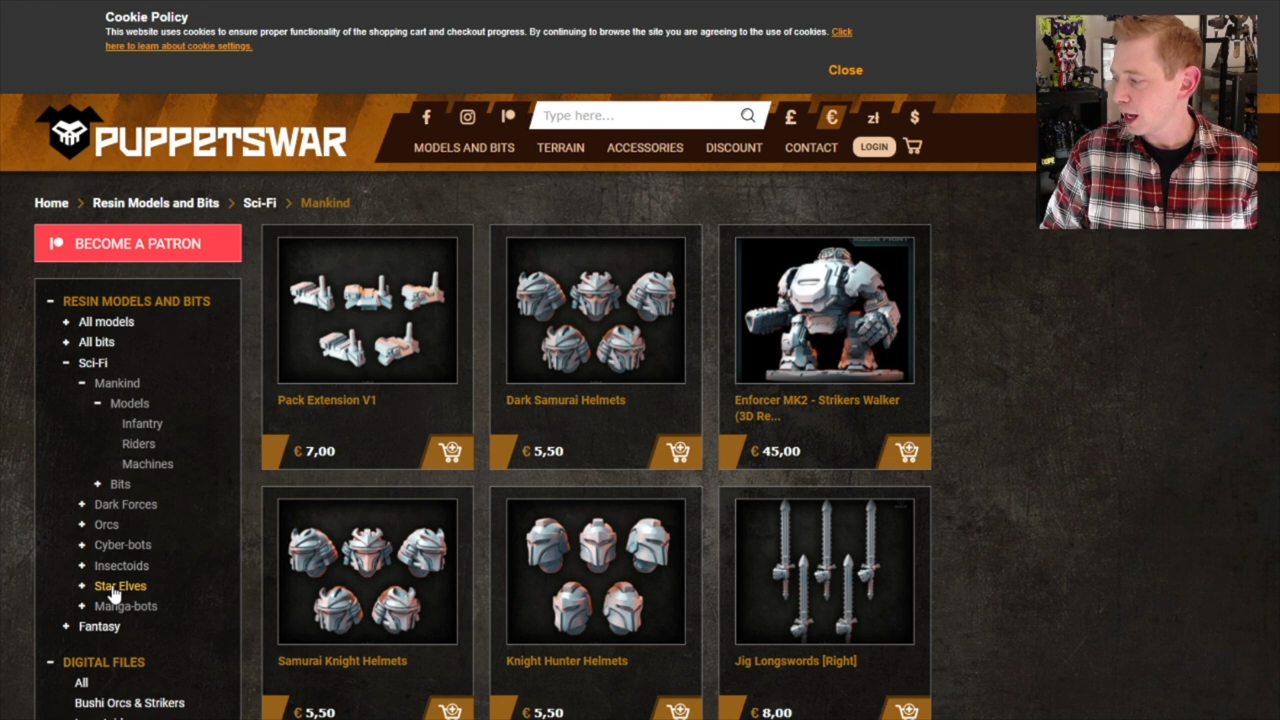 Cookie Policy
This website uses cookies to ensure proper functionality of the shopping cart and checkout progress. By continuing to browse the site you are agreeing to the use of cookies. Click
here to learn about cookie settings.
Close
PUPPETSWAR
Type here...
£ € zł $
MODELS AND BITS TERRAIN ACCESSORIES DISCOUNT CONTACT LOGIN
Home > Resin Models and Bits > Sci-Fi > Mankind
BECOME A PATRON
RESIN MODELS AND BITS
All models
All bits
Sci-Fi
Mankind
Models
Infantry
Riders
Machines
Bits
Dark Forces
Orcs
Cyber-bots
Insectoids
Star Elves
Manga-bots
Fantasy
DIGITAL FILES
All
Bushi Orcs & Strikers
Pack Extension V1
€ 7,00
Dark Samurai Helmets
€ 5,50
Enforcer MK2 - Strikers Walker
(3D Re...
€ 45,00
Samurai Knight Helmets
€ 5,50
Knight Hunter Helmets
€ 5,50
Jig Longswords [Right]
€ 8,00